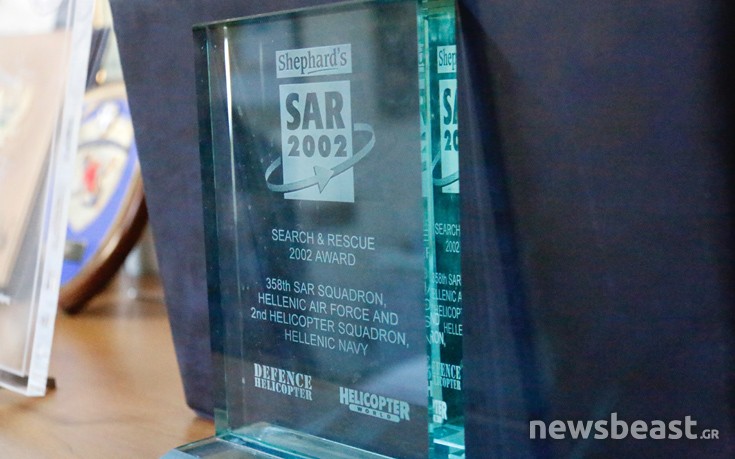 Shephard's
SAR
2002
SEARCH & RESCUE
2002 AWARD
358th SAR SQUADRON,
HELLENIC AIR FORCE AND
2nd HELICOPTER SQUADRON,
HELLENIC NAVY
DEFENCE
HELICOPTER
HELICOPTER
WORLD
newsbeast.GR